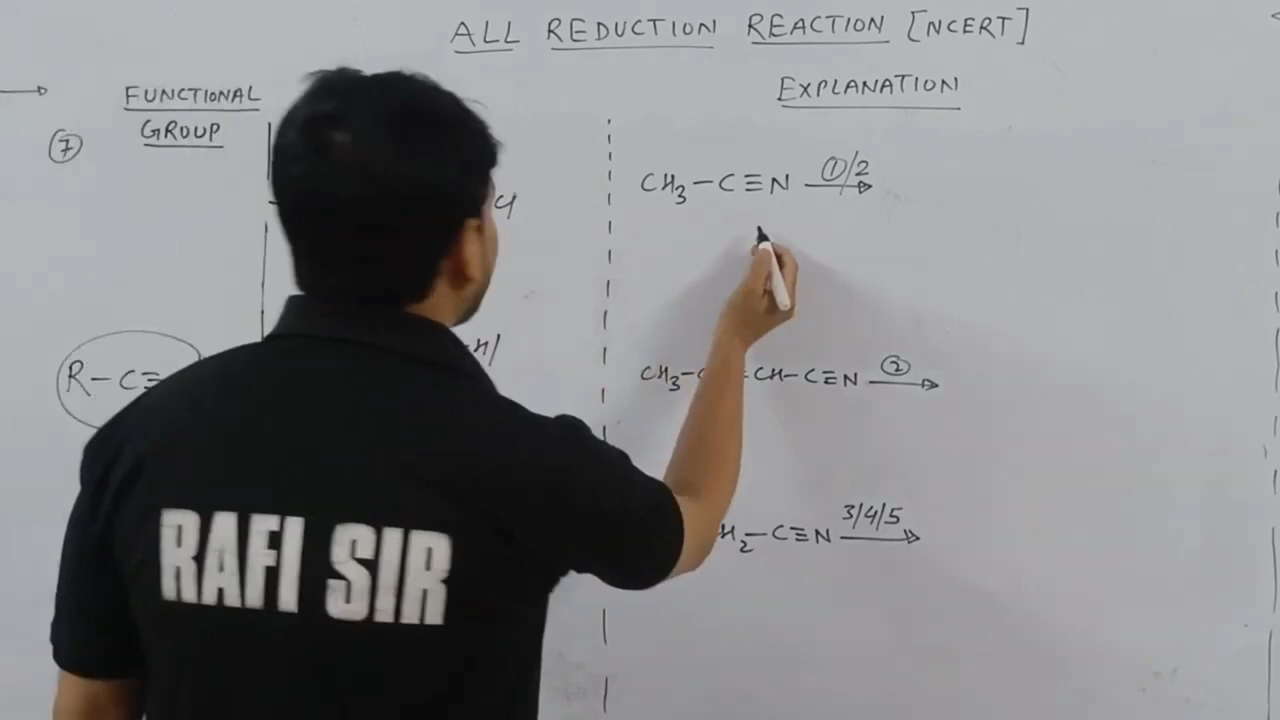 ALL REDUCTION REACTION [NCERT]
FUNCTIONAL
GROUP
EXPLANATION
⑦
CH₃–C≡N ①/2
R–C≡
CH–C≡N ②
CH₃–
H₂–C≡N 3/4/5
RAFI SIR